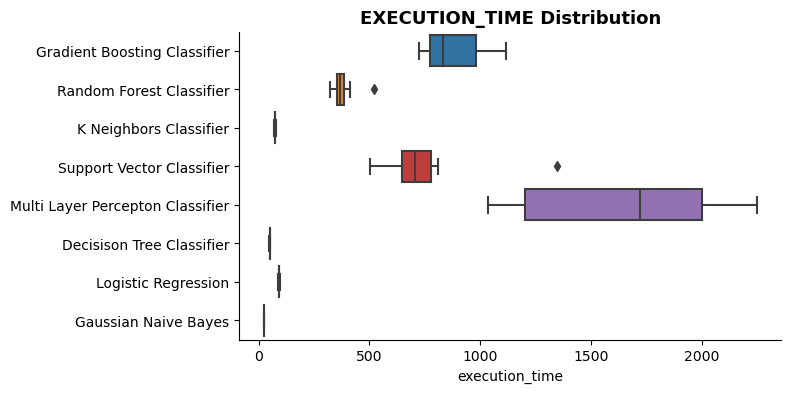 EXECUTION_TIME Distribution
Gradient Boosting Classifier
Random Forest Classifier
K Neighbors Classifier
Support Vector Classifier
Multi Layer Percepton Classifier
Decisison Tree Classifier
Logistic Regression
Gaussian Naive Bayes
0 500 1000 1500 2000
execution_time